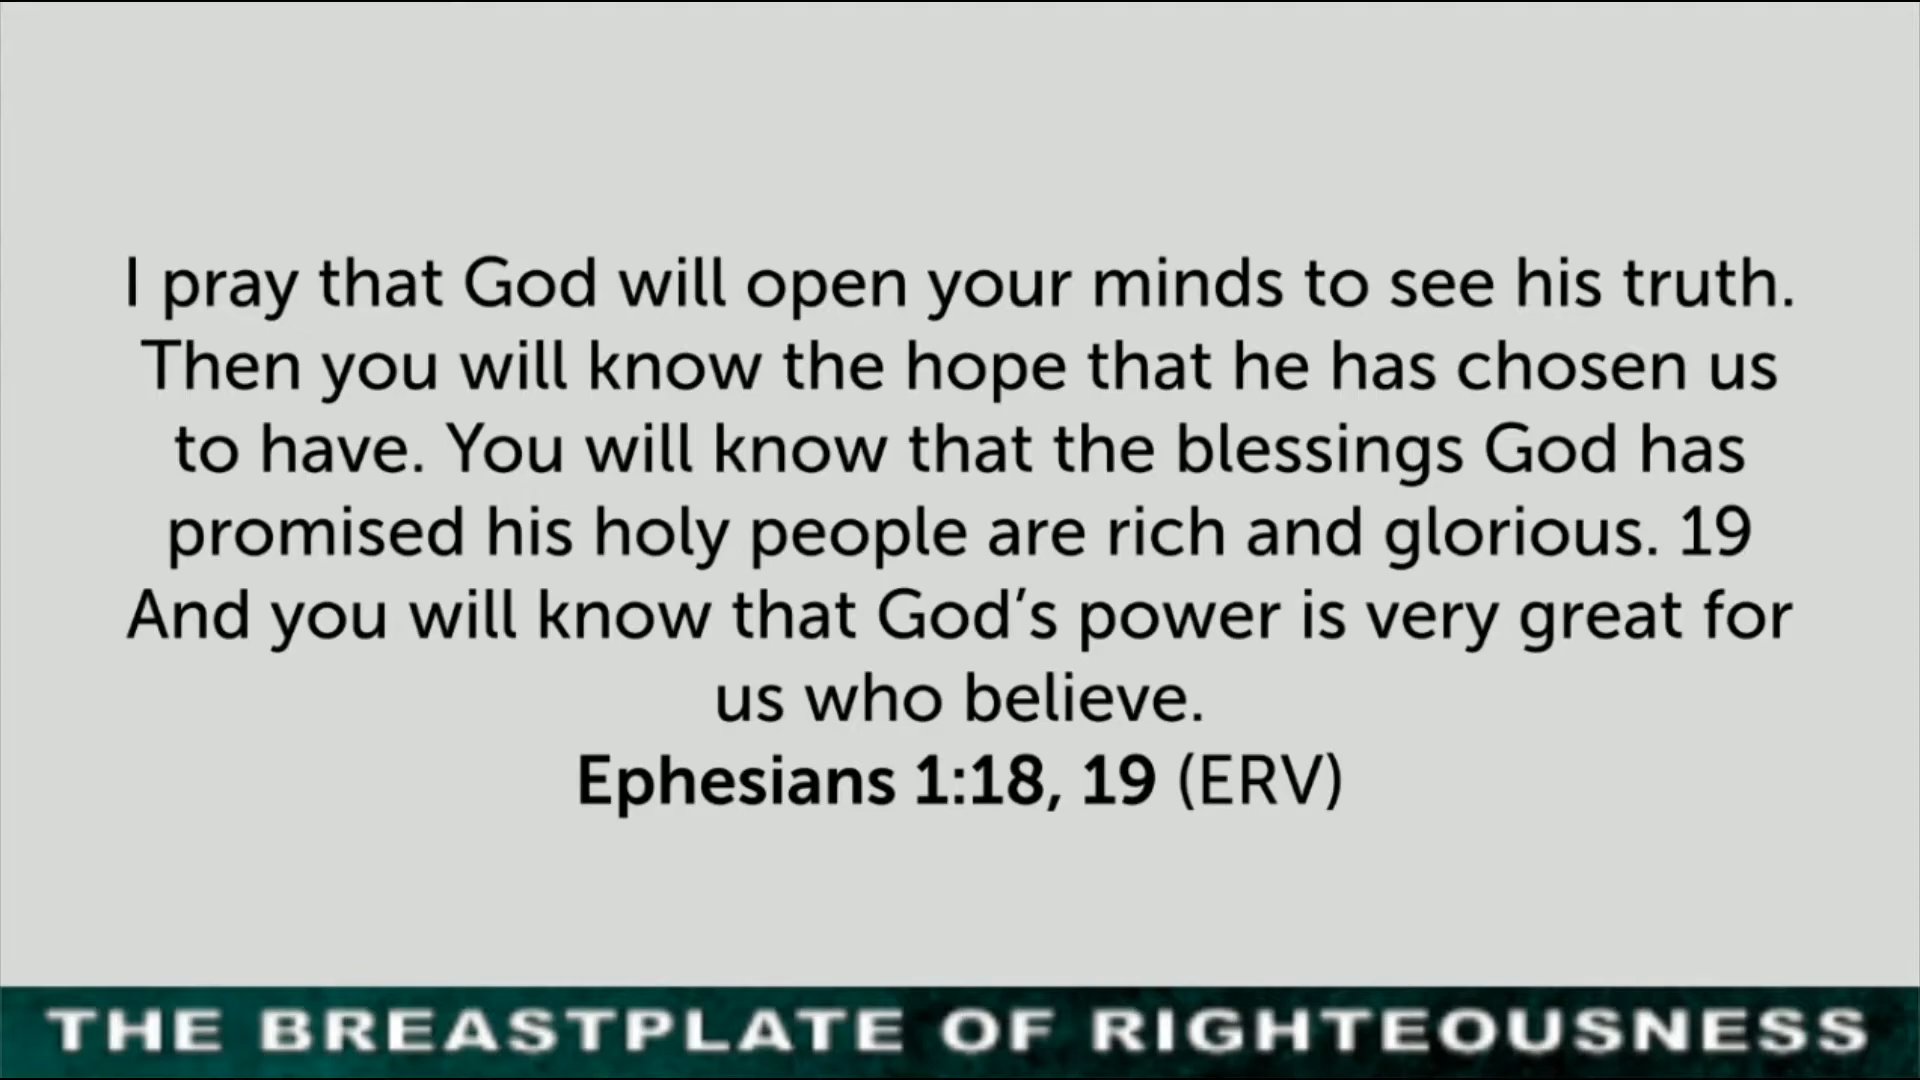 I pray that God will open your minds to see his truth.
Then you will know the hope that he has chosen us
to have. You will know that the blessings God has
promised his holy people are rich and glorious. 19
And you will know that God’s power is very great for
us who believe.
Ephesians 1:18, 19 (ERV)
THE BREASTPLATE OF RIGHTEOUSNESS